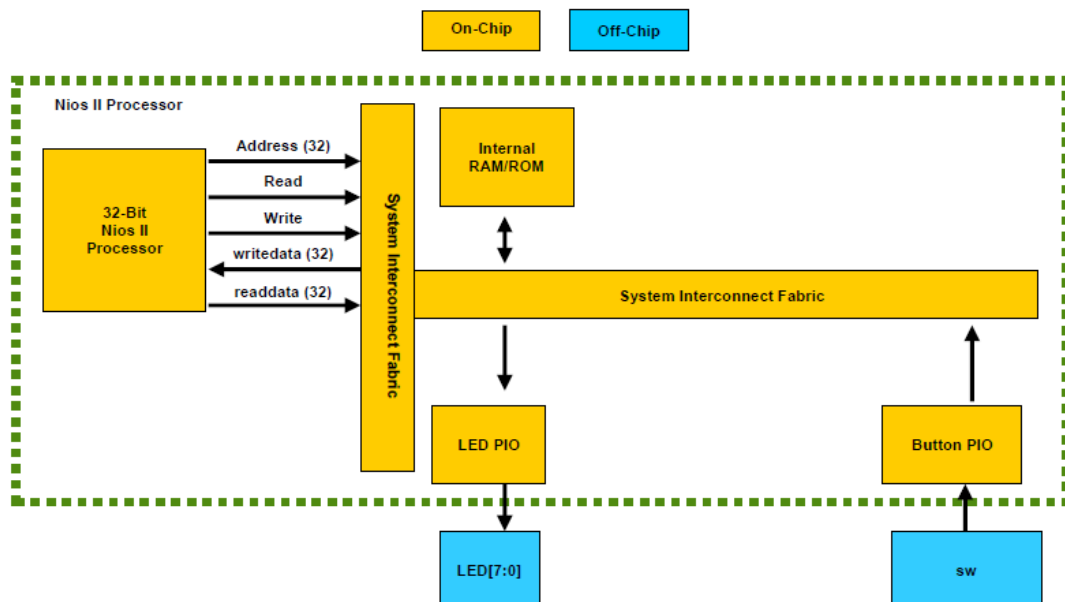 On-Chip
Off-Chip
Nios II Processor
32-Bit
Nios II
Processor
Address (32)
Read
Write
writedata (32)
readdata (32)
System Interconnect Fabric
Internal
RAM/ROM
System Interconnect Fabric
LED PIO
Button PIO
LED[7:0]
sw